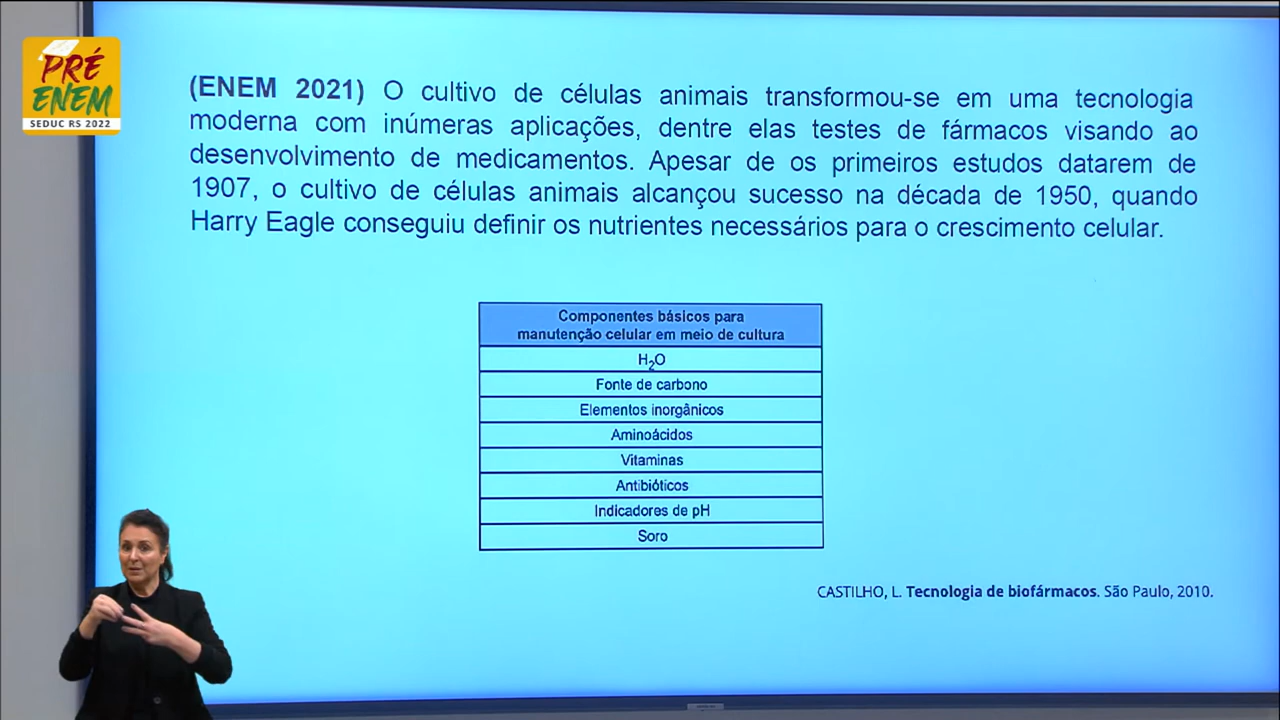 PRÉ
ENEM
SEDUC RS 2022
(ENEM 2021) O cultivo de células animais transformou-se em uma tecnologia
moderna com inúmeras aplicações, dentre elas testes de fármacos visando ao
desenvolvimento de medicamentos. Apesar de os primeiros estudos datarem de
1907, o cultivo de células animais alcançou sucesso na década de 1950, quando
Harry Eagle conseguiu definir os nutrientes necessários para o crescimento celular.
Componentes básicos para
manutenção celular em meio de cultura
H₂O
Fonte de carbono
Elementos inorgânicos
Aminoácidos
Vitaminas
Antibióticos
Indicadores de pH
Soro
CASTILHO, L. Tecnologia de biofármacos. São Paulo, 2010.